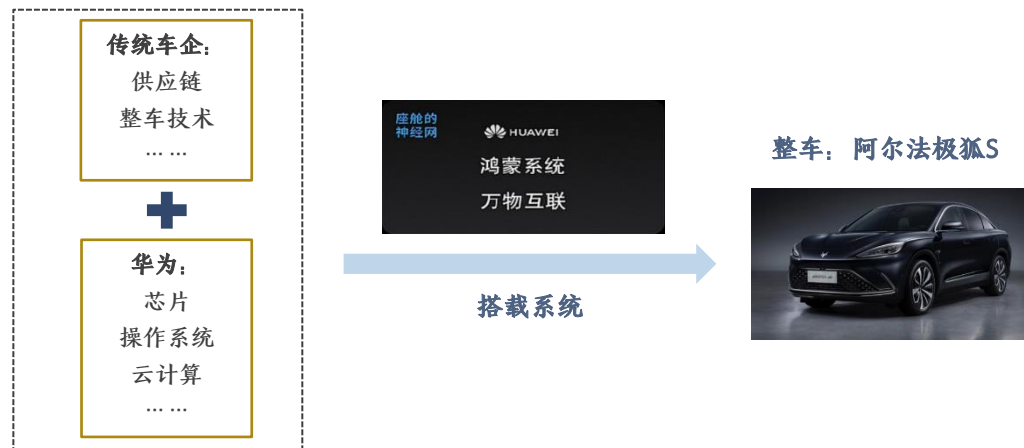 传统车企：
供应链
整车技术
... ...
华为：
芯片
操作系统
云计算
... ...
座舱的
神经网
HUAWEI
鸿蒙系统
万物互联
搭载系统
整车：阿尔法极狐S